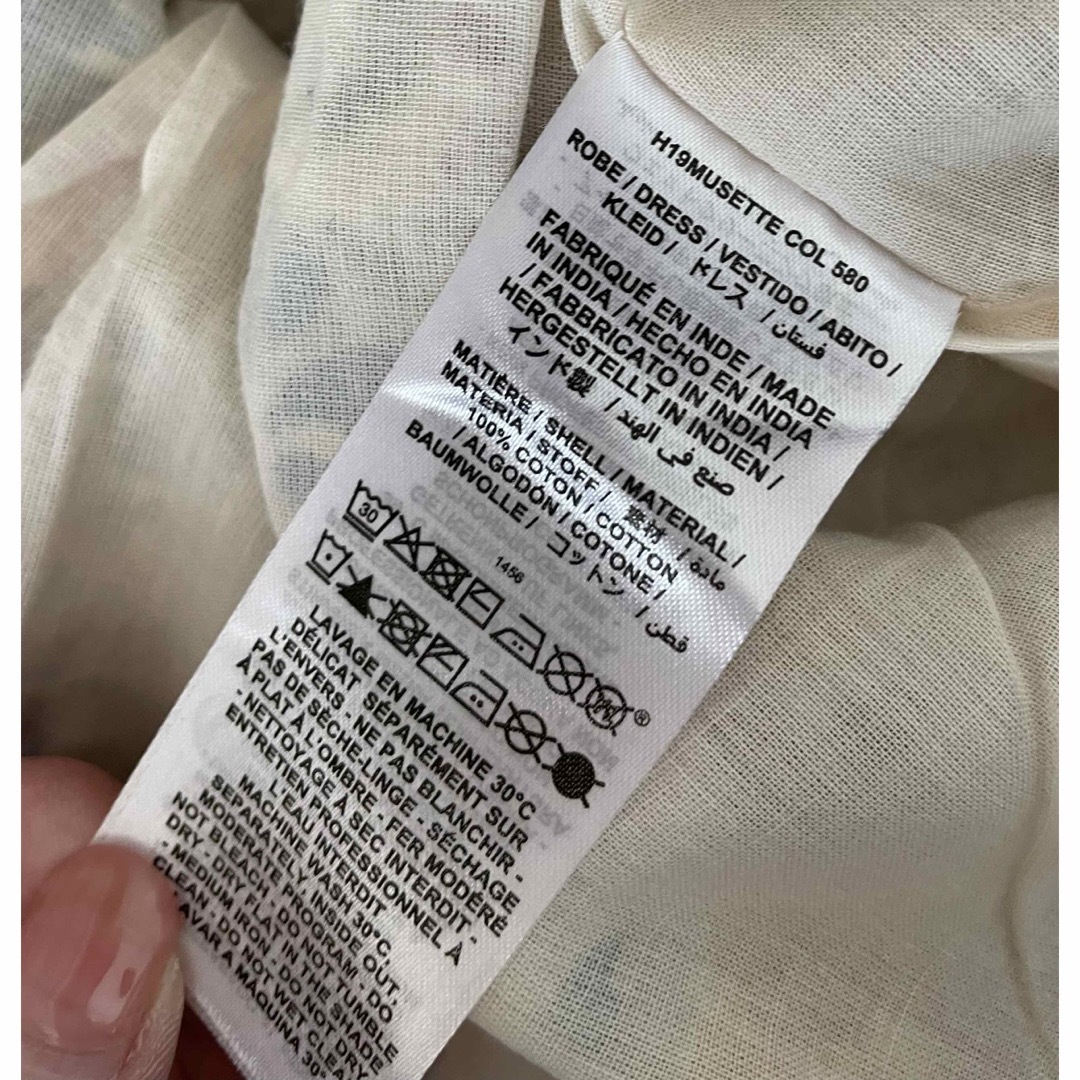 H19MUSETTE COL 580
ROBE / DRESS / VESTIDO / ABITO /
KLEID / ドレス / فستان /
FABRIQUÉ EN INDE / MADE
IN INDIA / HECHO EN INDIA
/ FABBRICATO IN INDIA /
HERGESTELLT IN INDIEN /
インド製 / صنع في الهند /
MATIÈRE / SHELL / MATERIAL /
MATERIA / STOFF / 素材 / مادة /
100% COTON / COTTON
/ ALGODÓN / COTONE /
BAUMWOLLE / コットン / قطن /
1456
30
®
LAVAGE EN MACHINE 30°C
DÉLICAT SÉPARÉMENT SUR
L'ENVERS - NE PAS BLANCHIR -
PAS DE SÈCHE-LINGE - SÉCHAGE
À PLAT À L'OMBRE - FER MODÉRÉ
- NETTOYAGE À SEC INTERDIT -
ENTRETIEN PROFESSIONNEL À
L'EAU INTERDIT
MACHINE WASH 30°C,
SEPARATELY INSIDE OUT,
MODERATE PROGRAM - DO
NOT BLEACH - DO NOT TUMBLE
DRY - DRY FLAT IN THE SHADE
- MEDIUM IRON - DO NOT DRY
CLEAN - DO NOT WET CLEAN
LAVAR A MÁQUINA 30°